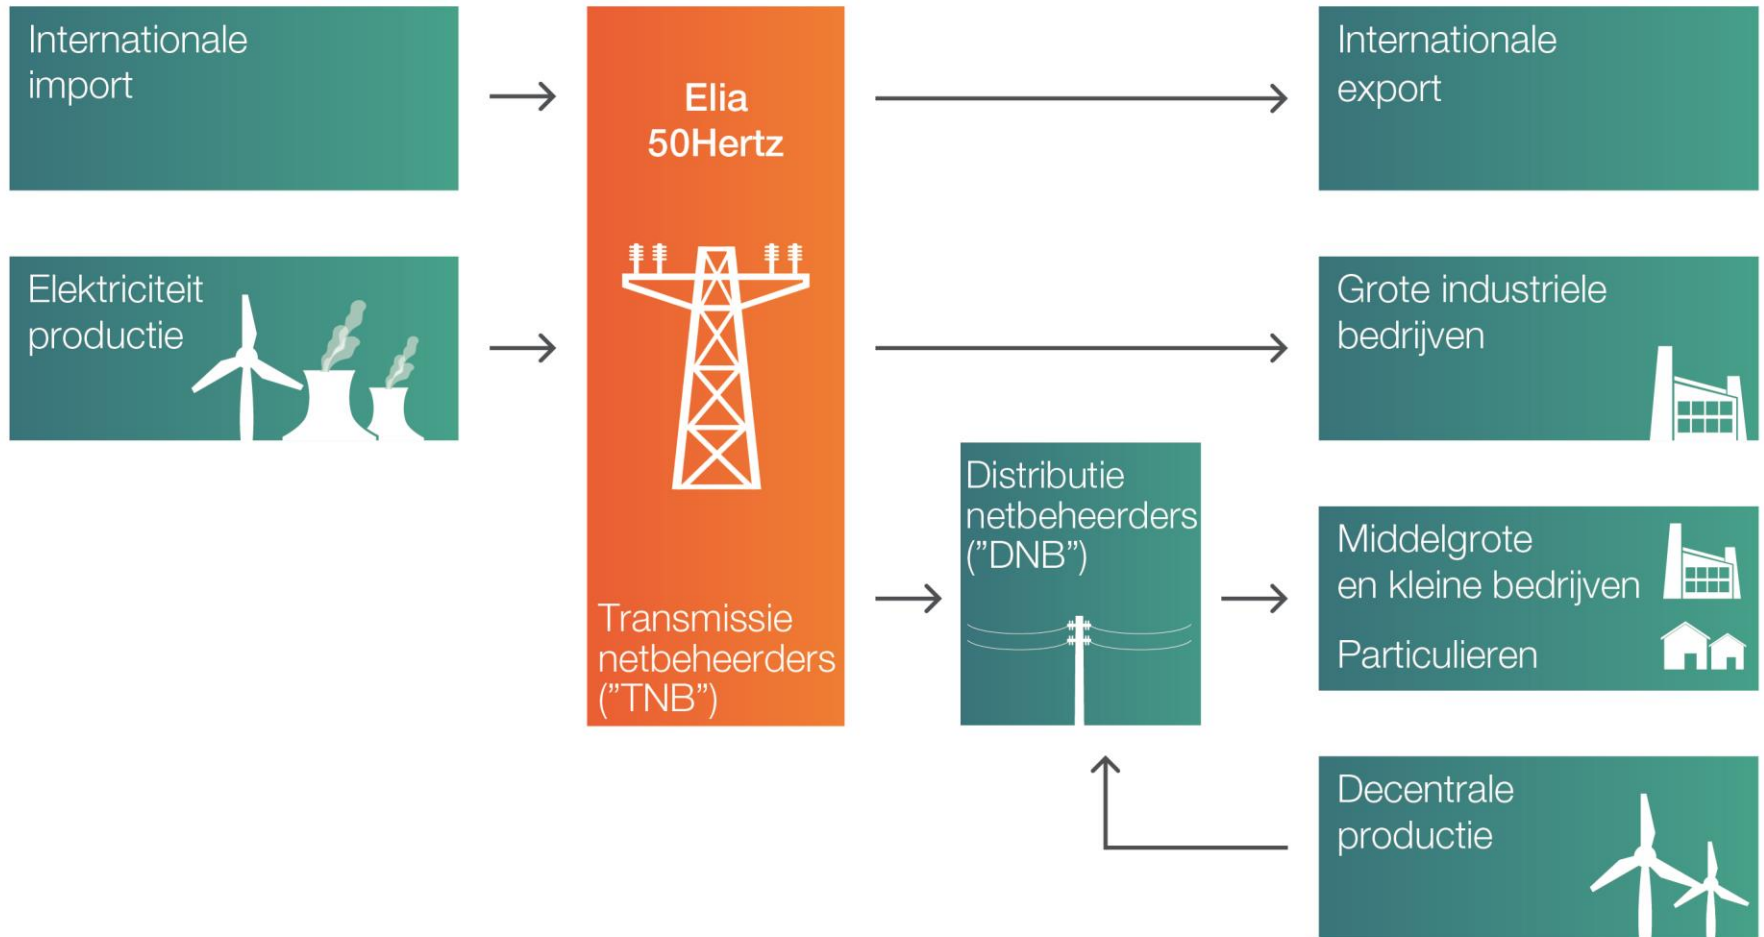 Internationale
import
Elektriciteit
productie
Elia
50Hertz
Transmissie
netbeheerders
(”TNB”)
Distributie
netbeheerders
(”DNB”)
Internationale
export
Grote industriele
bedrijven
Middelgrote
en kleine bedrijven
Particulieren
Decentrale
productie